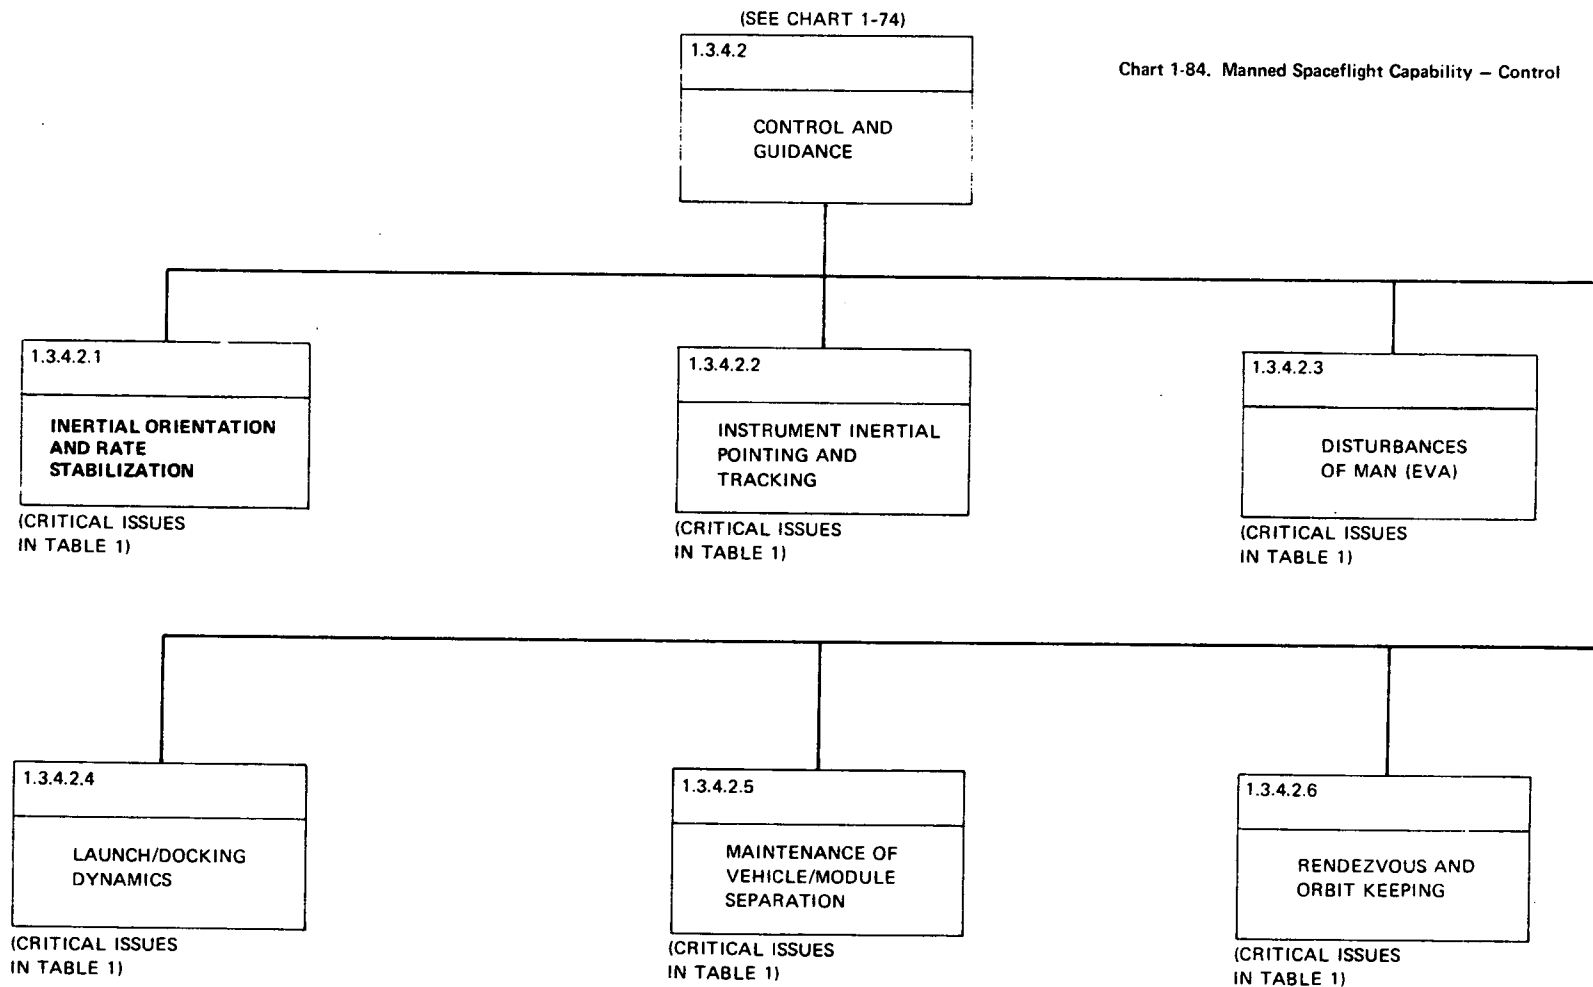 (SEE CHART 1-74)
1.3.4.2
Chart 1-84. Manned Spaceflight Capability – Control
CONTROL AND
GUIDANCE
1.3.4.2.1
INERTIAL ORIENTATION
AND RATE
STABILIZATION
(CRITICAL ISSUES
IN TABLE 1)
1.3.4.2.2
INSTRUMENT INERTIAL
POINTING AND
TRACKING
(CRITICAL ISSUES
IN TABLE 1)
1.3.4.2.3
DISTURBANCES
OF MAN (EVA)
(CRITICAL ISSUES
IN TABLE 1)
1.3.4.2.4
LAUNCH/DOCKING
DYNAMICS
(CRITICAL ISSUES
IN TABLE 1)
1.3.4.2.5
MAINTENANCE OF
VEHICLE/MODULE
SEPARATION
(CRITICAL ISSUES
IN TABLE 1)
1.3.4.2.6
RENDEZVOUS AND
ORBIT KEEPING
(CRITICAL ISSUES
IN TABLE 1)